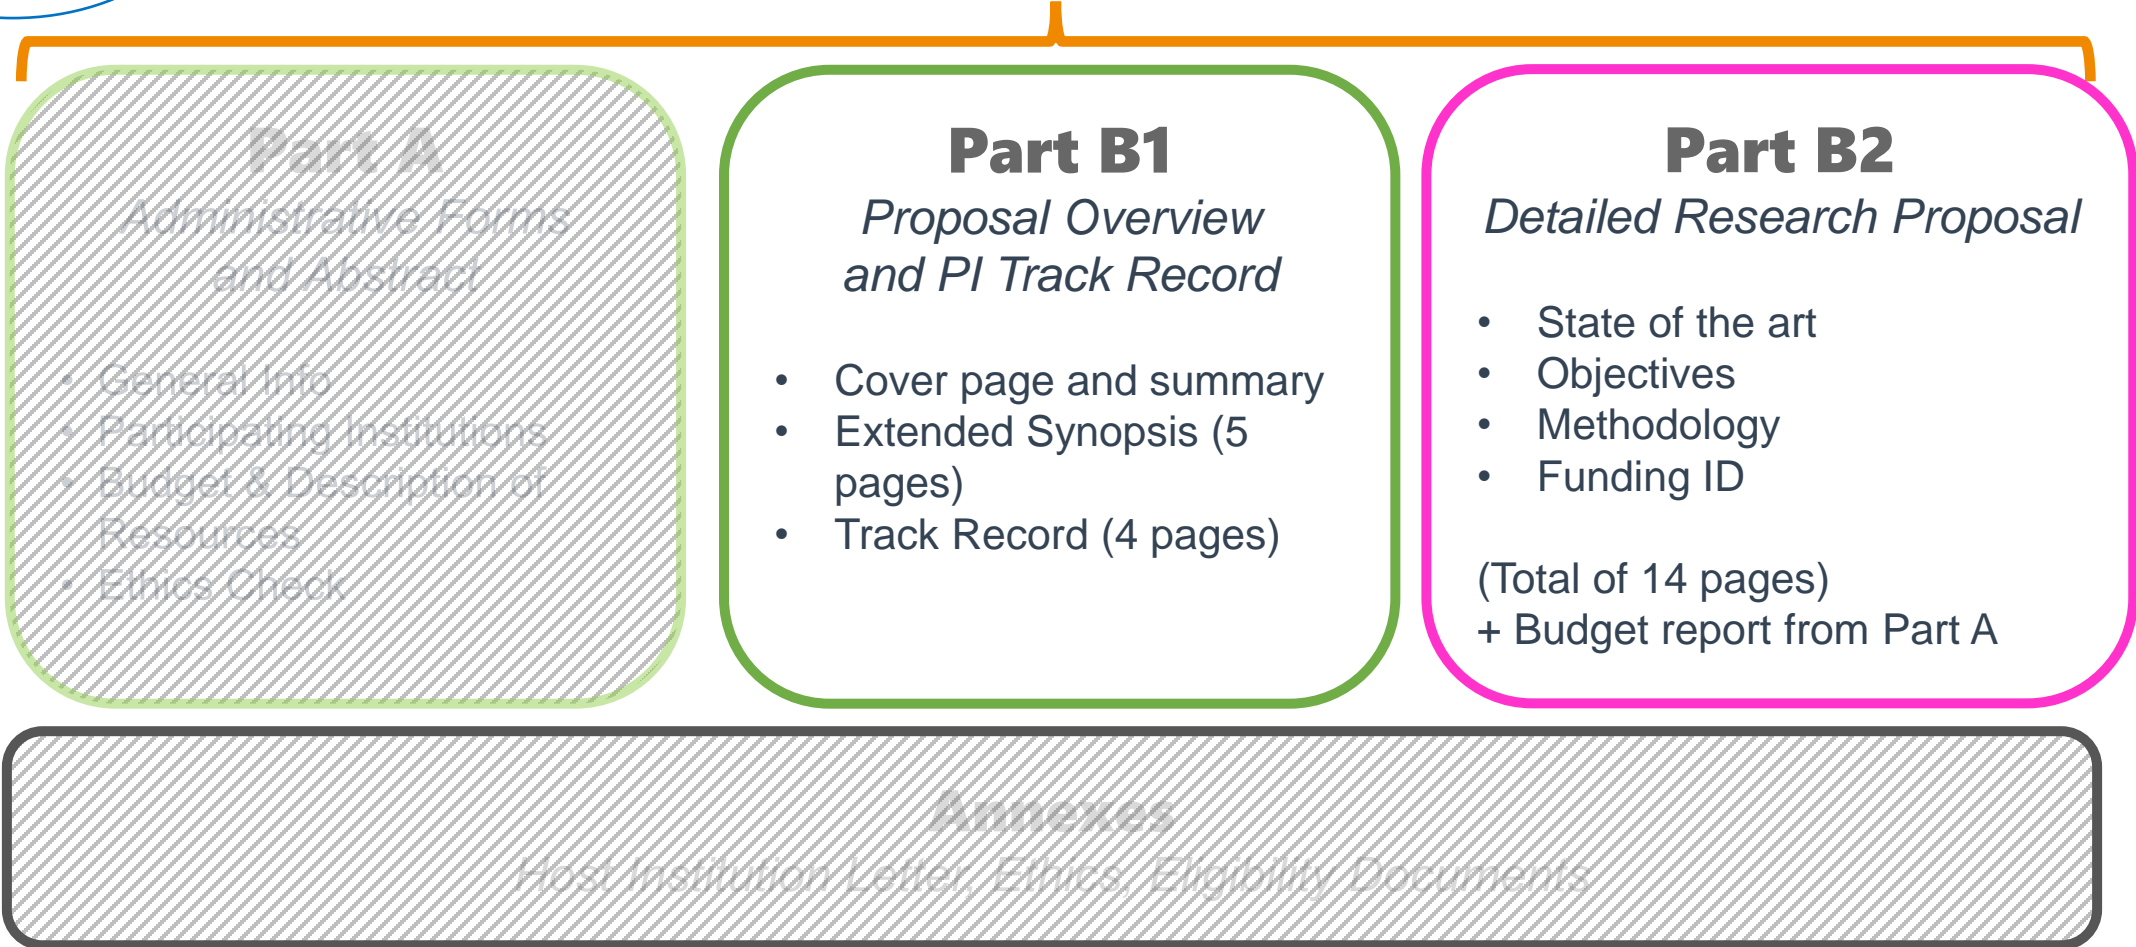 Part A
Administrative Forms
and Abstract
• General Info
• Participating Institutions
• Budget & Description of
Resources
• Ethics Check
Part B1
Proposal Overview
and PI Track Record
• Cover page and summary
• Extended Synopsis (5
pages)
• Track Record (4 pages)
Part B2
Detailed Research Proposal
• State of the art
• Objectives
• Methodology
• Funding ID
(Total of 14 pages)
+ Budget report from Part A
Annexes
Host Institution Letter, Ethics, Eligibility Documents